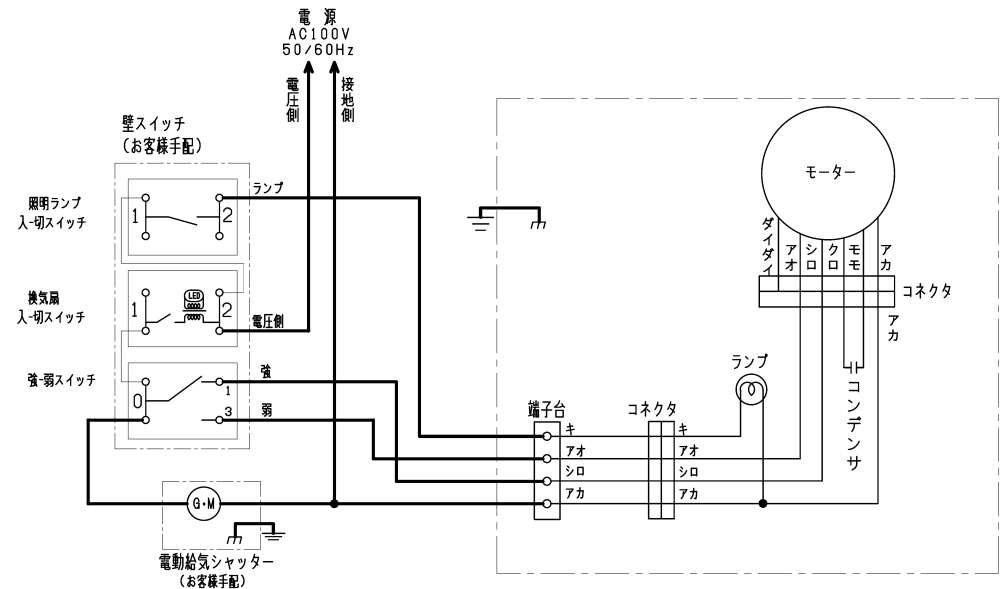 電 源
AC100V
50/60Hz
電圧側
接地側
壁スイッチ
(お客様手配)
照明ランプ
入-切スイッチ
1
2
ランプ
換気扇
入-切スイッチ
1
LED
2
電圧側
強-弱スイッチ
0
強
1
弱
3
G・M
電動給気シャッター
(お客様手配)
モーター
ダイダイ
アオ
シロ
クロ
モモ
アカ
コネクタ
アカ
ランプ
コンデンサ
端子台
コネクタ
キ
キ
アオ
アオ
シロ
シロ
アカ
アカ